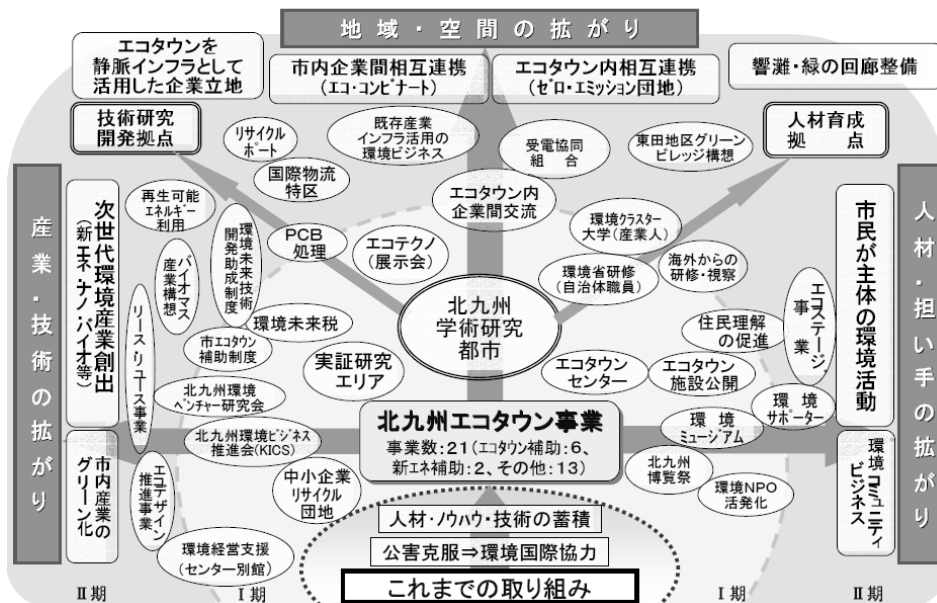 地域・空間の拡がり
エコタウンを
静脈インフラとして
活用した企業立地
市内企業間相互連携
(エコ・コンビナート)
エコタウン内相互連携
(ゼロ・エミッション団地)
響灘・緑の回廊整備
技術研究
開発拠点
リサイクル
ポート
既存産業
インフラ活用の
環境ビジネス
受電協同
組合
東田地区グリーン
ビレッジ構想
人材育成
拠点
国際物流
特区
エコタウン内
企業間交流
産業・技術の拡がり
次世代環境産業創出
(新エネ・ナノ・バイオ等)
再生可能
エネルギー
利用
環境未来技術
開発助成制度
PCB
処理
エコテクノ
(展示会)
環境クラスター
大学(産業人)
環境省研修
(自治体職員)
海外からの
研修・視察
市民が主体の環境活動
人材・担い手の拡がり
バイオマス
産業構想
リース・リユース事業
環境未来税
市エコタウン
補助制度
北九州
学術研究
都市
住民理解
の促進
エコステージ
事業
実証研究
エリア
エコタウン
センター
エコタウン
施設公開
北九州環境
ベンチャー研究会
環境
サポーター
北九州エコタウン事業
事業数:21(エコタウン補助:6、
新エネ補助:2、その他:13)
環境
ミュージアム
北九州環境ビジネス
推進会(KICS)
市内産業の
グリーン化
エコデザイン
推進事業
中小企業
リサイクル
団地
北九州
博覧祭
環境NPO
活発化
環境コミュニティ
ビジネス
人材・ノウハウ・技術の蓄積
環境経営支援
(センター別館)
公害克服⇒環境国際協力
これまでの取り組み
Ⅱ期
Ⅰ期
Ⅰ期
Ⅱ期